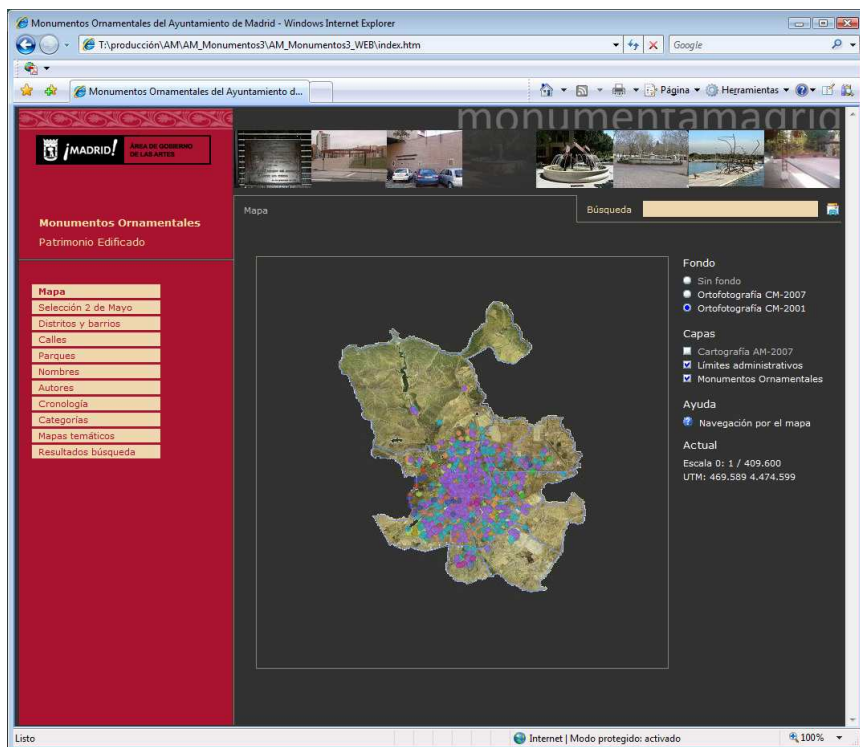 Monumentos Ornamentales del Ayuntamiento de Madrid - Windows Internet Explorer
T:\producción\AM\AM_Monumentos3\AM_Monumentos3_WEB\index.htm
Google
Monumentos Ornamentales del Ayuntamiento d...
Página
Herramientas
monumentamadrid
¡MADRID!
ÁREA DE GOBIERNO
DE LAS ARTES
Monumentos Ornamentales
Patrimonio Edificado
Mapa
Búsqueda
Mapa
Selección 2 de Mayo
Distritos y barrios
Calles
Parques
Nombres
Autores
Cronología
Categorías
Mapas temáticos
Resultados búsqueda
Fondo
Sin fondo
Ortofotografía CM-2007
Ortofotografía CM-2001
Capas
Cartografía AM-2007
Límites administrativos
Monumentos Ornamentales
Ayuda
Navegación por el mapa
Actual
Escala 0: 1 / 409.600
UTM: 469.589 4.474.599
Listo
Internet | Modo protegido: activado
100%